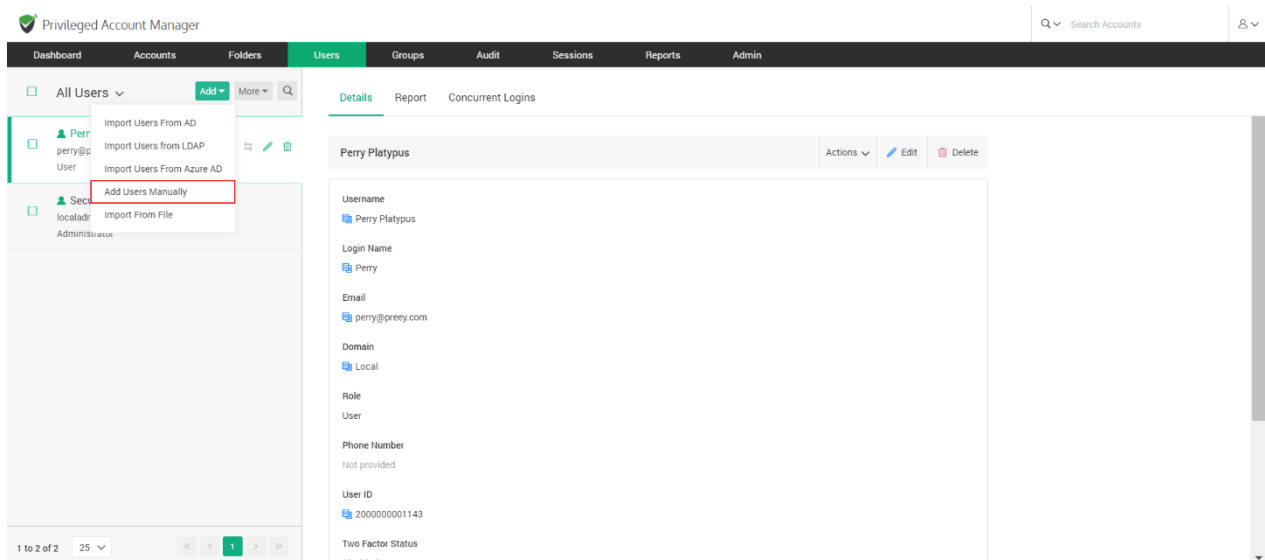 Privileged Account Manager
Search Accounts
Dashboard Accounts Folders Users Groups Audit Sessions Reports Admin
All Users Add More
Import Users From AD
Import Users from LDAP
Import Users From Azure AD
Add Users Manually
Import From File
Perr
perry@p
User
Secu
localadr
Administrator
1 to 2 of 2 25 « < 1 > »
Details Report Concurrent Logins
Perry Platypus Actions Edit Delete
Username
Perry Platypus
Login Name
Perry
Email
perry@preey.com
Domain
Local
Role
User
Phone Number
Not provided
User ID
2000000001143
Two Factor Status